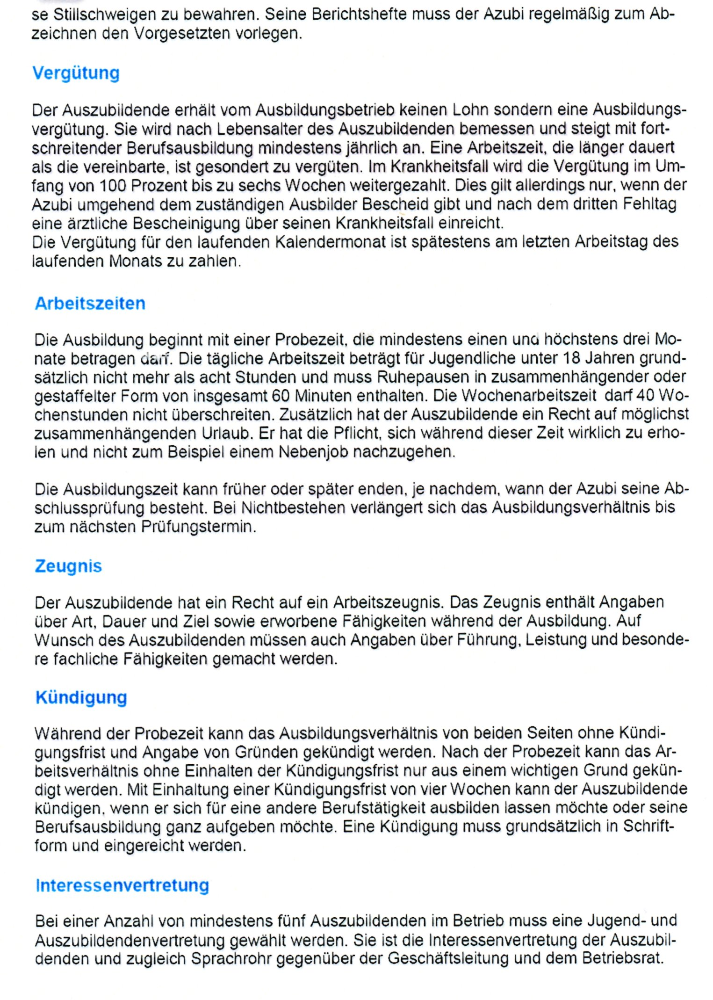 se Stillschweigen zu bewahren. Seine Berichtshefte muss der Azubi regelmäßig zum Ab-
zeichnen den Vorgesetzten vorlegen.
Vergütung
Der Auszubildende erhält vom Ausbildungsbetrieb keinen Lohn sondern eine Ausbildungs-
vergütung. Sie wird nach Lebensalter des Auszubildenden bemessen und steigt mit fort-
schreitender Berufsausbildung mindestens jährlich an. Eine Arbeitszeit, die länger dauert
als die vereinbarte, ist gesondert zu vergüten. Im Krankheitsfall wird die Vergütung im Um-
fang von 100 Prozent bis zu sechs Wochen weitergezahlt. Dies gilt allerdings nur, wenn der
Azubi umgehend dem zuständigen Ausbilder Bescheid gibt und nach dem dritten Fehltag
eine ärztliche Bescheinigung über seinen Krankheitsfall einreicht.
Die Vergütung für den laufenden Kalendermonat ist spätestens am letzten Arbeitstag des
laufenden Monats zu zahlen.
Arbeitszeiten
Die Ausbildung beginnt mit einer Probezeit, die mindestens einen und höchstens drei Mo-
nate betragen darf. Die tägliche Arbeitszeit beträgt für Jugendliche unter 18 Jahren grund-
sätzlich nicht mehr als acht Stunden und muss Ruhepausen in zusammenhängender oder
gestaffelter Form von insgesamt 60 Minuten enthalten. Die Wochenarbeitszeit darf 40 Wo-
chenstunden nicht überschreiten. Zusätzlich hat der Auszubildende ein Recht auf möglichst
zusammenhängenden Urlaub. Er hat die Pflicht, sich während dieser Zeit wirklich zu erho-
len und nicht zum Beispiel einem Nebenjob nachzugehen.
Die Ausbildungszeit kann früher oder später enden, je nachdem, wann der Azubi seine Ab-
schlussprüfung besteht. Bei Nichtbestehen verlängert sich das Ausbildungsverhältnis bis
zum nächsten Prüfungstermin.
Zeugnis
Der Auszubildende hat ein Recht auf ein Arbeitszeugnis. Das Zeugnis enthält Angaben
über Art, Dauer und Ziel sowie erworbene Fähigkeiten während der Ausbildung. Auf
Wunsch des Auszubildenden müssen auch Angaben über Führung, Leistung und besonde-
re fachliche Fähigkeiten gemacht werden.
Kündigung
Während der Probezeit kann das Ausbildungsverhältnis von beiden Seiten ohne Kündi-
gungsfrist und Angabe von Gründen gekündigt werden. Nach der Probezeit kann das Ar-
beitsverhältnis ohne Einhalten der Kündigungsfrist nur aus einem wichtigen Grund gekün-
digt werden. Mit Einhaltung einer Kündigungsfrist von vier Wochen kann der Auszubildende
kündigen, wenn er sich für eine andere Berufstätigkeit ausbilden lassen möchte oder seine
Berufsausbildung ganz aufgeben möchte. Eine Kündigung muss grundsätzlich in Schrift-
form und eingereicht werden.
Interessenvertretung
Bei einer Anzahl von mindestens fünf Auszubildenden im Betrieb muss eine Jugend- und
Auszubildendenvertretung gewählt werden. Sie ist die Interessenvertretung der Auszubil-
denden und zugleich Sprachrohr gegenüber der Geschäftsleitung und dem Betriebsrat.